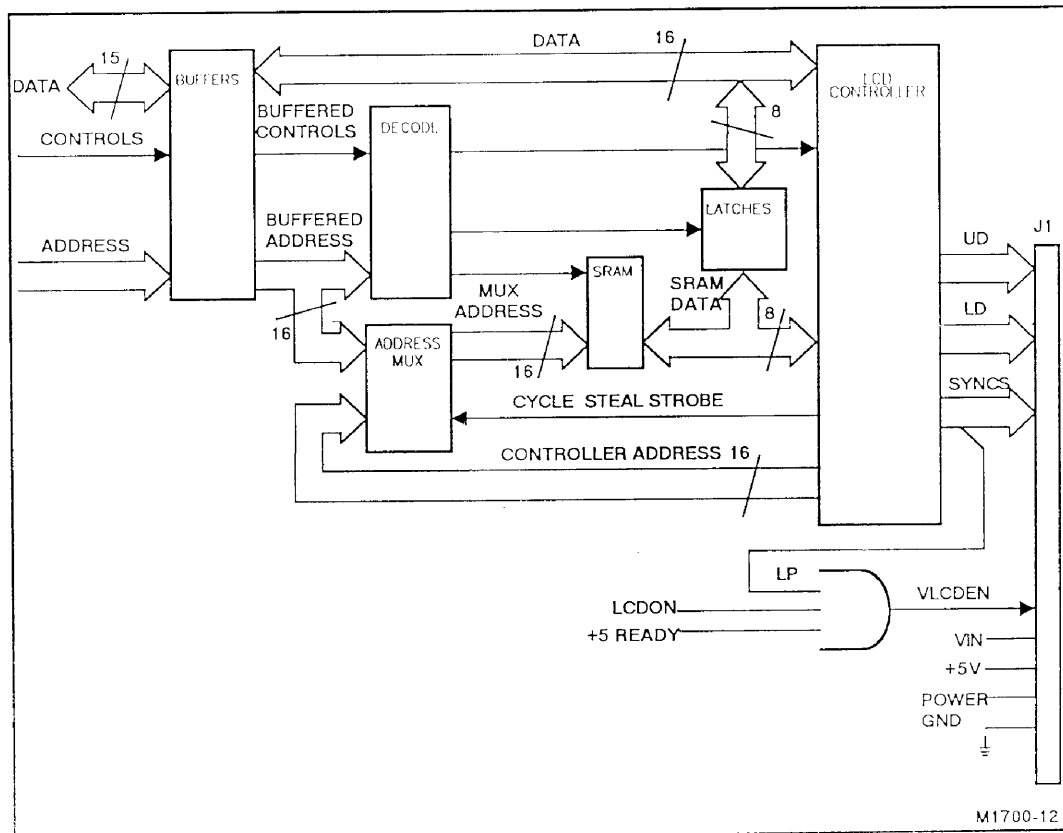 DATA
15
BUFFERS
DATA
16
LCD
CONTROLLER
CONTROLS
BUFFERED
CONTROLS
DECODE
8
ADDRESS
BUFFERED
ADDRESS
LATCHES
J1
UD
SRAM
SRAM
DATA
MUX
ADDRESS
LD
16
ADDRESS
MUX
16
8
SYNCS
CYCLE STEAL STROBE
CONTROLLER ADDRESS 16
LP
LCDON
+5 READY
VLCDEN
VIN
+5V
POWER
GND
M1700-12